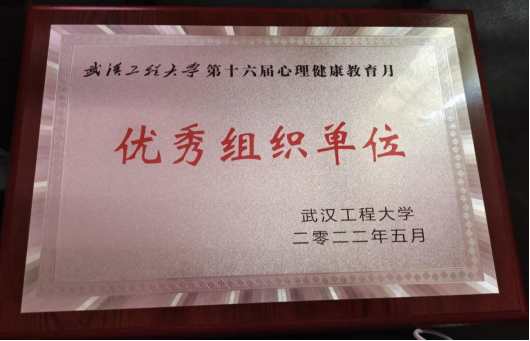 武汉工程大学第十六届心理健康教育月
优秀组织单位
武汉工程大学
二零二二年五月